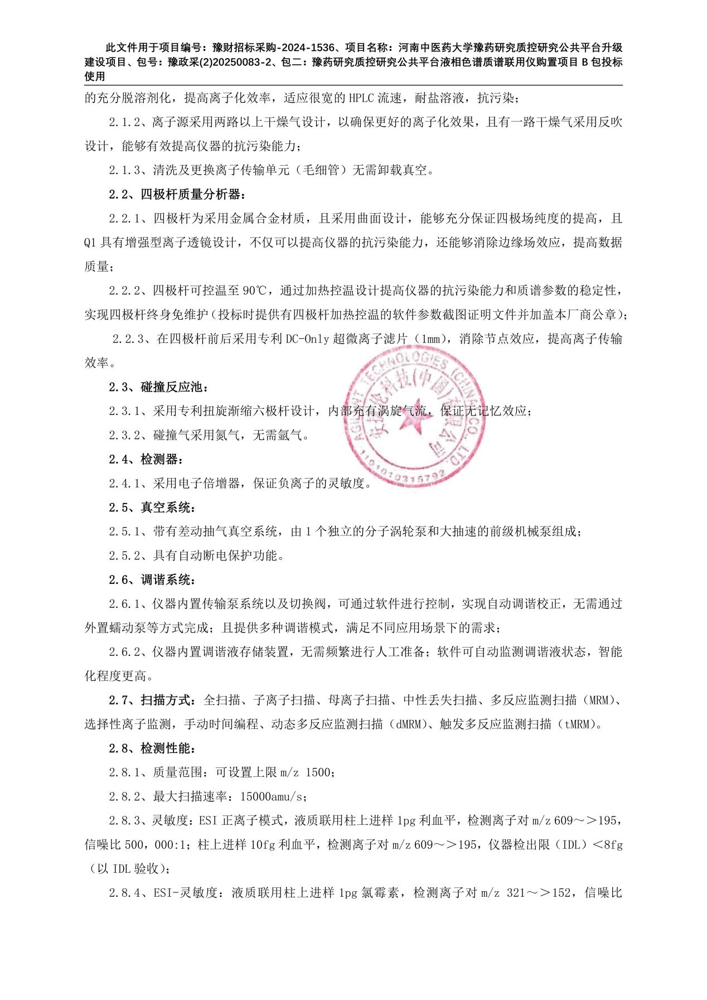 此文件用于项目编号：豫财招标采购-2024-1536、项目名称：河南中医药大学豫药研究质控研究公共平台升级
建设项目、包号：豫政采(2)20250083-2、包二：豫药研究质控研究公共平台液相色谱质谱联用仪购置项目 B 包投标
使用
的充分脱溶剂化，提高离子化效率，适应很宽的 HPLC 流速，耐盐溶液，抗污染；
2.1.2、离子源采用两路以上干燥气设计，以确保更好的离子化效果，且有一路干燥气采用反吹
设计，能够有效提高仪器的抗污染能力；
2.1.3、清洗及更换离子传输单元（毛细管）无需卸载真空。
2.2、四极杆质量分析器：
2.2.1、四极杆为采用金属合金材质，且采用曲面设计，能够充分保证四极场纯度的提高，且
Q1 具有增强型离子透镜设计，不仅可以提高仪器的抗污染能力，还能够消除边缘场效应，提高数据
质量；
2.2.2、四极杆可控温至 90℃，通过加热控温设计提高仪器的抗污染能力和质谱参数的稳定性，
实现四极杆终身免维护（投标时提供有四极杆加热控温的软件参数截图证明文件并加盖本厂商公章）；
2.2.3、在四极杆前后采用专利 DC-Only 超微离子滤片（1mm），消除节点效应，提高离子传输
效率。
2.3、碰撞反应池：
2.3.1、采用专利扭旋渐缩六极杆设计，内部充有涡旋气流，保证无记忆效应；
2.3.2、碰撞气采用氮气，无需氩气。
2.4、检测器：
2.4.1、采用电子倍增器，保证负离子的灵敏度。
AGILENT TECHNOLOGIES (CHINA) CO., LTD.
安捷伦科技(中国)有限公司
1101010315792
2.5、真空系统：
2.5.1、带有差动抽气真空系统，由 1 个独立的分子涡轮泵和大抽速的前级机械泵组成；
2.5.2、具有自动断电保护功能。
2.6、调谐系统：
2.6.1、仪器内置传输泵系统以及切换阀，可通过软件进行控制，实现自动调谐校正，无需通过
外置蠕动泵等方式完成；且提供多种调谐模式，满足不同应用场景下的需求；
2.6.2、仪器内置调谐液存储装置，无需频繁进行人工准备；软件可自动监测调谐液状态，智能
化程度更高。
2.7、扫描方式：全扫描、子离子扫描、母离子扫描、中性丢失扫描、多反应监测扫描（MRM）、
选择性离子监测，手动时间编程、动态多反应监测扫描（dMRM）、触发多反应监测扫描（tMRM）。
2.8、检测性能：
2.8.1、质量范围：可设置上限 m/z 1500；
2.8.2、最大扫描速率：15000amu/s；
2.8.3、灵敏度：ESI 正离子模式，液质联用柱上进样 1pg 利血平，检测离子对 m/z 609～＞195，
信噪比 500，000:1；柱上进样 10fg 利血平，检测离子对 m/z 609～＞195，仪器检出限（IDL）＜8fg
（以 IDL 验收）；
2.8.4、ESI-灵敏度：液质联用柱上进样 1pg 氯霉素，检测离子对 m/z 321～＞152，信噪比